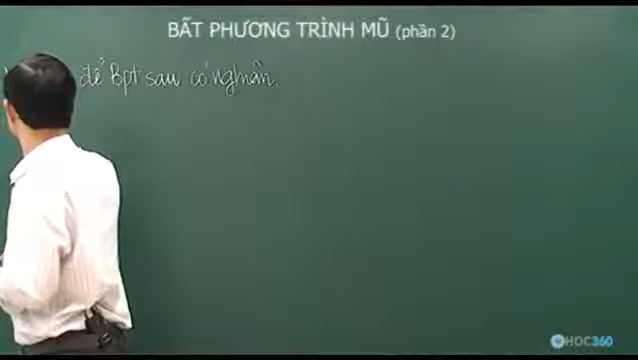 BẤT PHƯƠNG TRÌNH MŨ (phần 2)
để Bpt sau có nghiệm.
HOC360